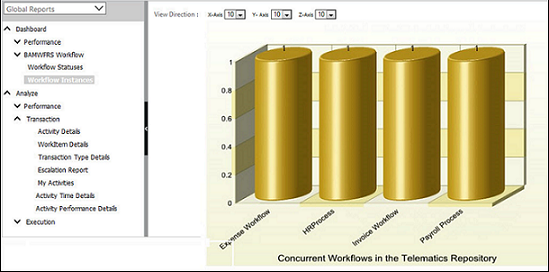 Global Reports
Dashboard
Performance
BAMWFRS Workflow
Workflow Statuses
Workflow Instances
Analyze
Performance
Transaction
Activity Details
WorkItem Details
Transaction Type Details
Escalation Report
My Activities
Activity Time Details
Activity Performance Details
Execution
View Direction : X-Axis 10 Y- Axis 10 Z-Axis 10
1
0.8
0.6
0.4
0.2
0
Expense Workflow
HRProcess
Invoice Workflow
Payroll Process
Concurrent Workflows in the Telematics Repository